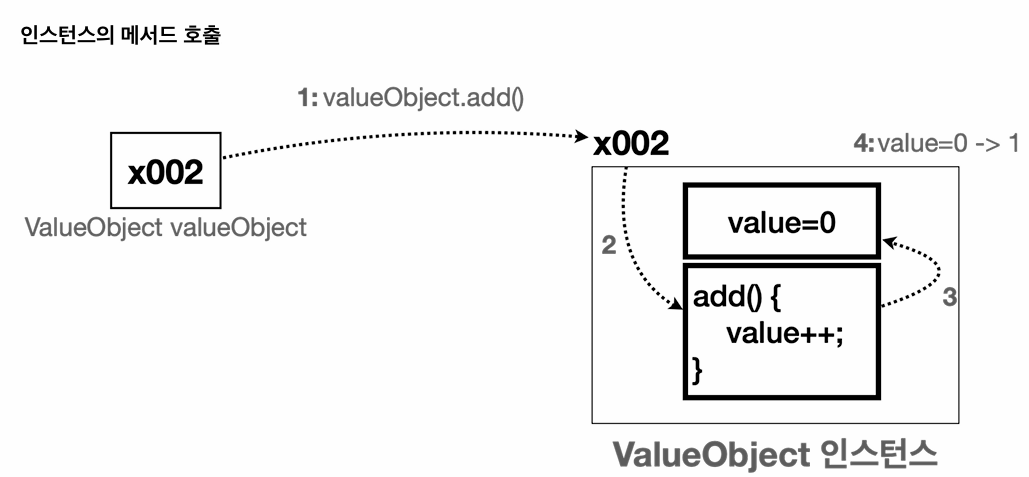 인스턴스의 메서드 호출
1: valueObject.add()
x002
ValueObject valueObject
x002
4: value=0 -> 1
value=0
2
3
add() {
value++;
}
ValueObject 인스턴스